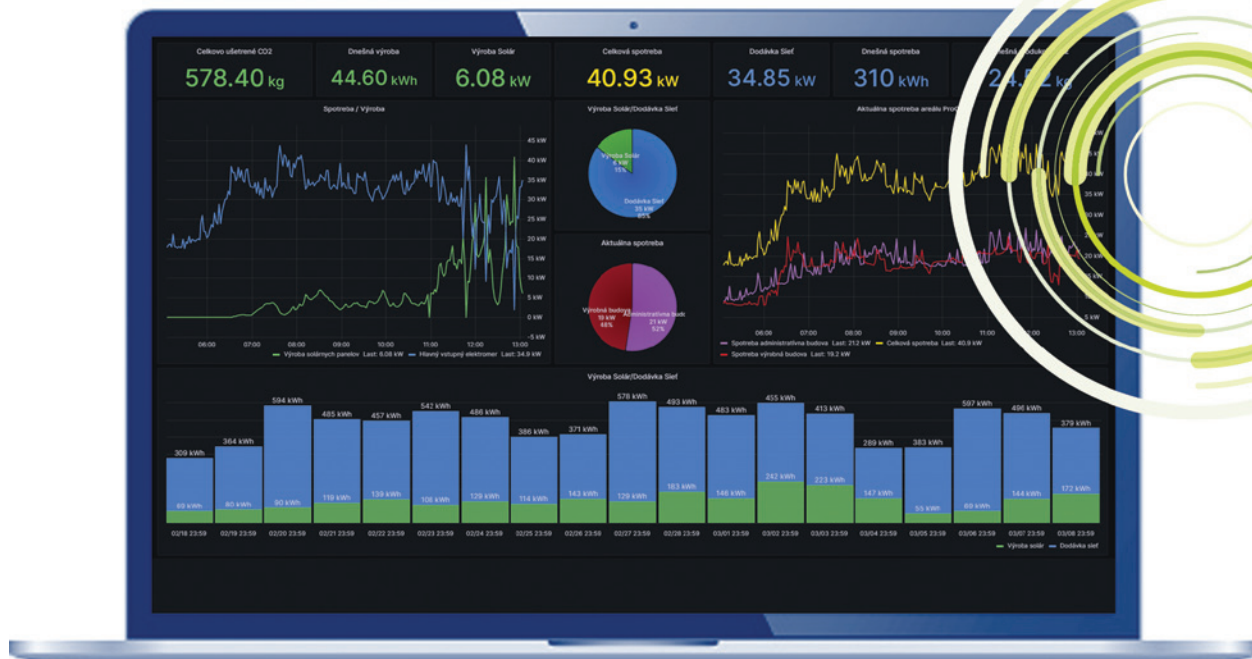 Celkovo ušetrené CO2
Dnešná výroba
Výroba Solár
Celková spotreba
Dodávka Sieť
Dnešná spotreba
578.40 kg
44.60 kWh
6.08 kW
40.93 kW
34.85 kW
310 kWh
Spotreba / Výroba
45 kW
40 kW
35 kW
30 kW
25 kW
20 kW
15 kW
10 kW
5 kW
0 kW
-5 kW
06:00 07:00 08:00 09:00 10:00 11:00 12:00 13:00
Výroba solárnych panelov Last: 6.08 kW Hlavný vstupný elektromer Last: 34.9 kW
Výroba Solár/Dodávka Sieť
Výroba Solár
6 kW
15%
Dodávka Sieť
35 kW
85%
Aktuálna spotreba
Výrobná budova
19 kW
48%
Administratívna budi
21 kW
52%
Aktuálna spotreba areálu
35 kW
30 kW
20 kW
5 kW
06:00 07:00 08:00 09:00 10:00 11:00 12:00 13:00
Spotreba administratívna budova Last: 21.2 kW Celková spotreba Last: 40.9 kW
Spotreba výrobná budova Last: 19.2 kW
Výroba Solár/Dodávka Sieť
309 kWh 364 kWh 594 kWh 485 kWh 457 kWh 542 kWh 486 kWh 386 kWh 371 kWh 578 kWh 493 kWh 483 kWh 455 kWh 413 kWh 289 kWh 383 kWh 597 kWh 496 kWh 379 kWh
90 kWh 119 kWh 139 kWh 129 kWh 114 kWh 143 kWh 129 kWh 183 kWh 146 kWh 242 kWh 223 kWh 147 kWh 55 kWh 144 kWh 172 kWh
02/18 23:59 02/19 23:59 02/20 23:59 02/21 23:59 02/22 23:59 02/23 23:59 02/24 23:59 02/25 23:59 02/26 23:59 02/27 23:59 02/28 23:59 03/01 23:59 03/02 23:59 03/03 23:59 03/04 23:59 03/05 23:59 03/06 23:59 03/07 23:59 03/08 23:59
Výroba solár Dodávka sieť